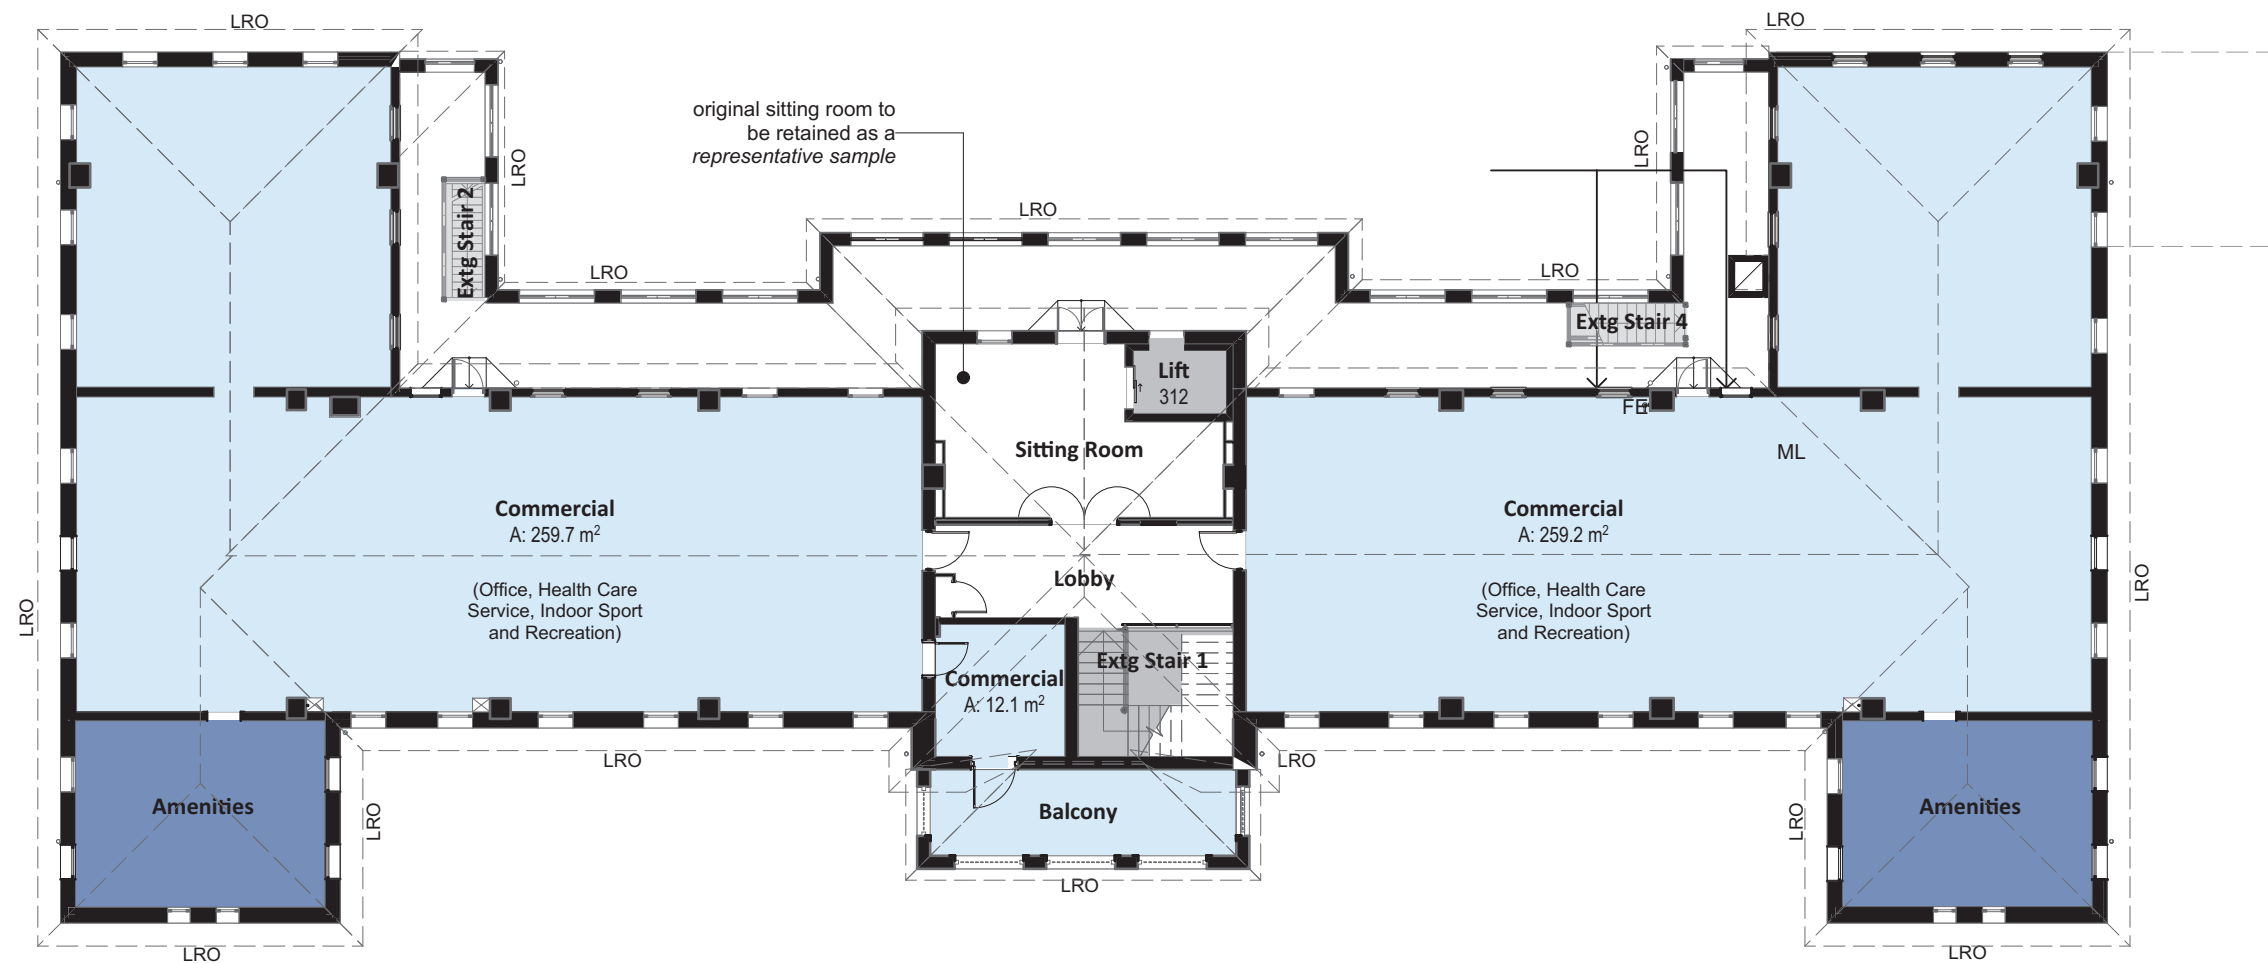 LRO
LRO
original sitting room to
be retained as a
representative sample
LRO
LRO
Extg Stair 2
LRO
LRO
LRO
Extg Stair 4
Lift
312
FE
Sitting Room
ML
Commercial
A: 259.7 m²
(Office, Health Care
Service, Indoor Sport
and Recreation)
Commercial
A: 259.2 m²
(Office, Health Care
Service, Indoor Sport
and Recreation)
Lobby
LRO
LRO
Extg Stair 1
Commercial
A: 12.1 m²
LRO
LRO
Amenities
LRO
Balcony
LRO
Amenities
LRO
LRO
LRO